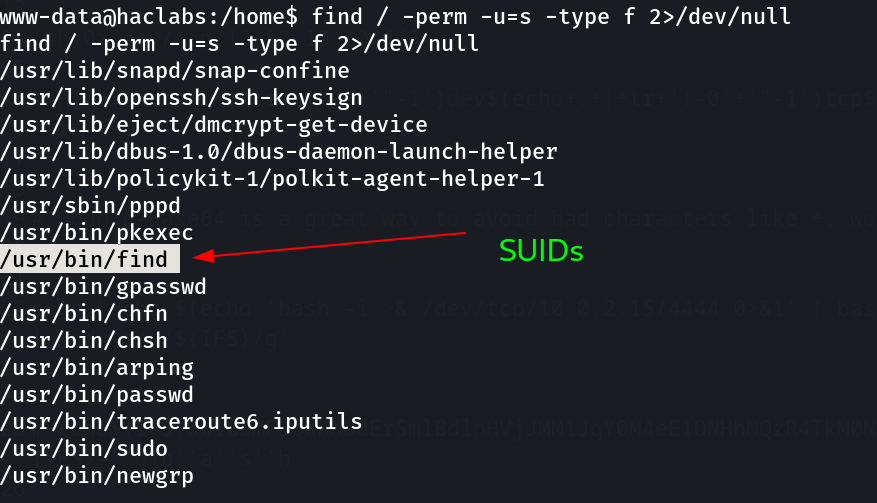 www-data@haclabs:/home$ find / -perm -u=s -type f 2>/dev/null
find / -perm -u=s -type f 2>/dev/null
/usr/lib/snapd/snap-confine
/usr/lib/openssh/ssh-keysign
/usr/lib/eject/dmcrypt-get-device
/usr/lib/dbus-1.0/dbus-daemon-launch-helper
/usr/lib/policykit-1/polkit-agent-helper-1
/usr/sbin/pppd
/usr/bin/pkexec
/usr/bin/find
SUIDs
/usr/bin/gpasswd
/usr/bin/chfn
/usr/bin/chsh
/usr/bin/arping
/usr/bin/passwd
/usr/bin/traceroute6.iputils
/usr/bin/sudo
/usr/bin/newgrp